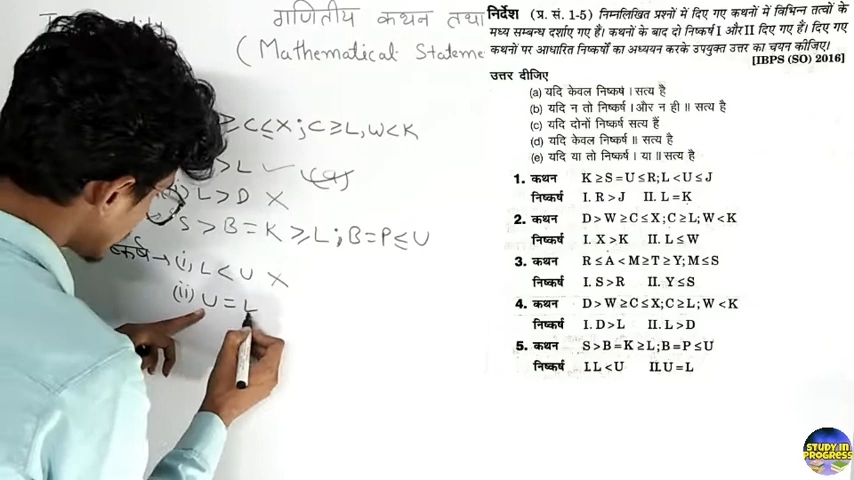 गणितीय कथन तथा
( Mathematical Stateme
≥ C ≤ X ; C ≥ L, W < K
> L ✓ (a)
L > D ×
S > B = K ≥ L ; B = P ≤ U
→ (i) L < U ×
(ii) U = L
निर्देश (प्र. सं. 1-5) निम्नलिखित प्रश्नों में दिए गए कथनों में विभिन्न तत्वों के
मध्य सम्बन्ध दर्शाए गए हैं। कथनों के बाद दो निष्कर्ष I और II दिए गए हैं। दिए गए
कथनों पर आधारित निष्कर्षों का अध्ययन करके उपयुक्त उत्तर का चयन कीजिए।
[IBPS (SO) 2016]
उत्तर दीजिए
(a) यदि केवल निष्कर्ष I सत्य है
(b) यदि न तो निष्कर्ष I और न ही II सत्य है
(c) यदि दोनों निष्कर्ष सत्य हैं
(d) यदि केवल निष्कर्ष II सत्य है
(e) यदि या तो निष्कर्ष I या II सत्य है
1. कथन K ≥ S = U ≤ R; L < U ≤ J
निष्कर्ष I. R > J II. L = K
2. कथन D > W ≥ C ≤ X; C ≥ L; W < K
निष्कर्ष I. X > K II. L ≤ W
3. कथन R ≤ A < M ≥ T ≥ Y; M ≤ S
निष्कर्ष I. S > R II. Y ≤ S
4. कथन D > W ≥ C ≤ X; C ≥ L; W < K
निष्कर्ष I. D > L II. L > D
5. कथन S > B = K ≥ L; B = P ≤ U
निष्कर्ष I. L < U II. U = L
STUDY IN
PROGRESS